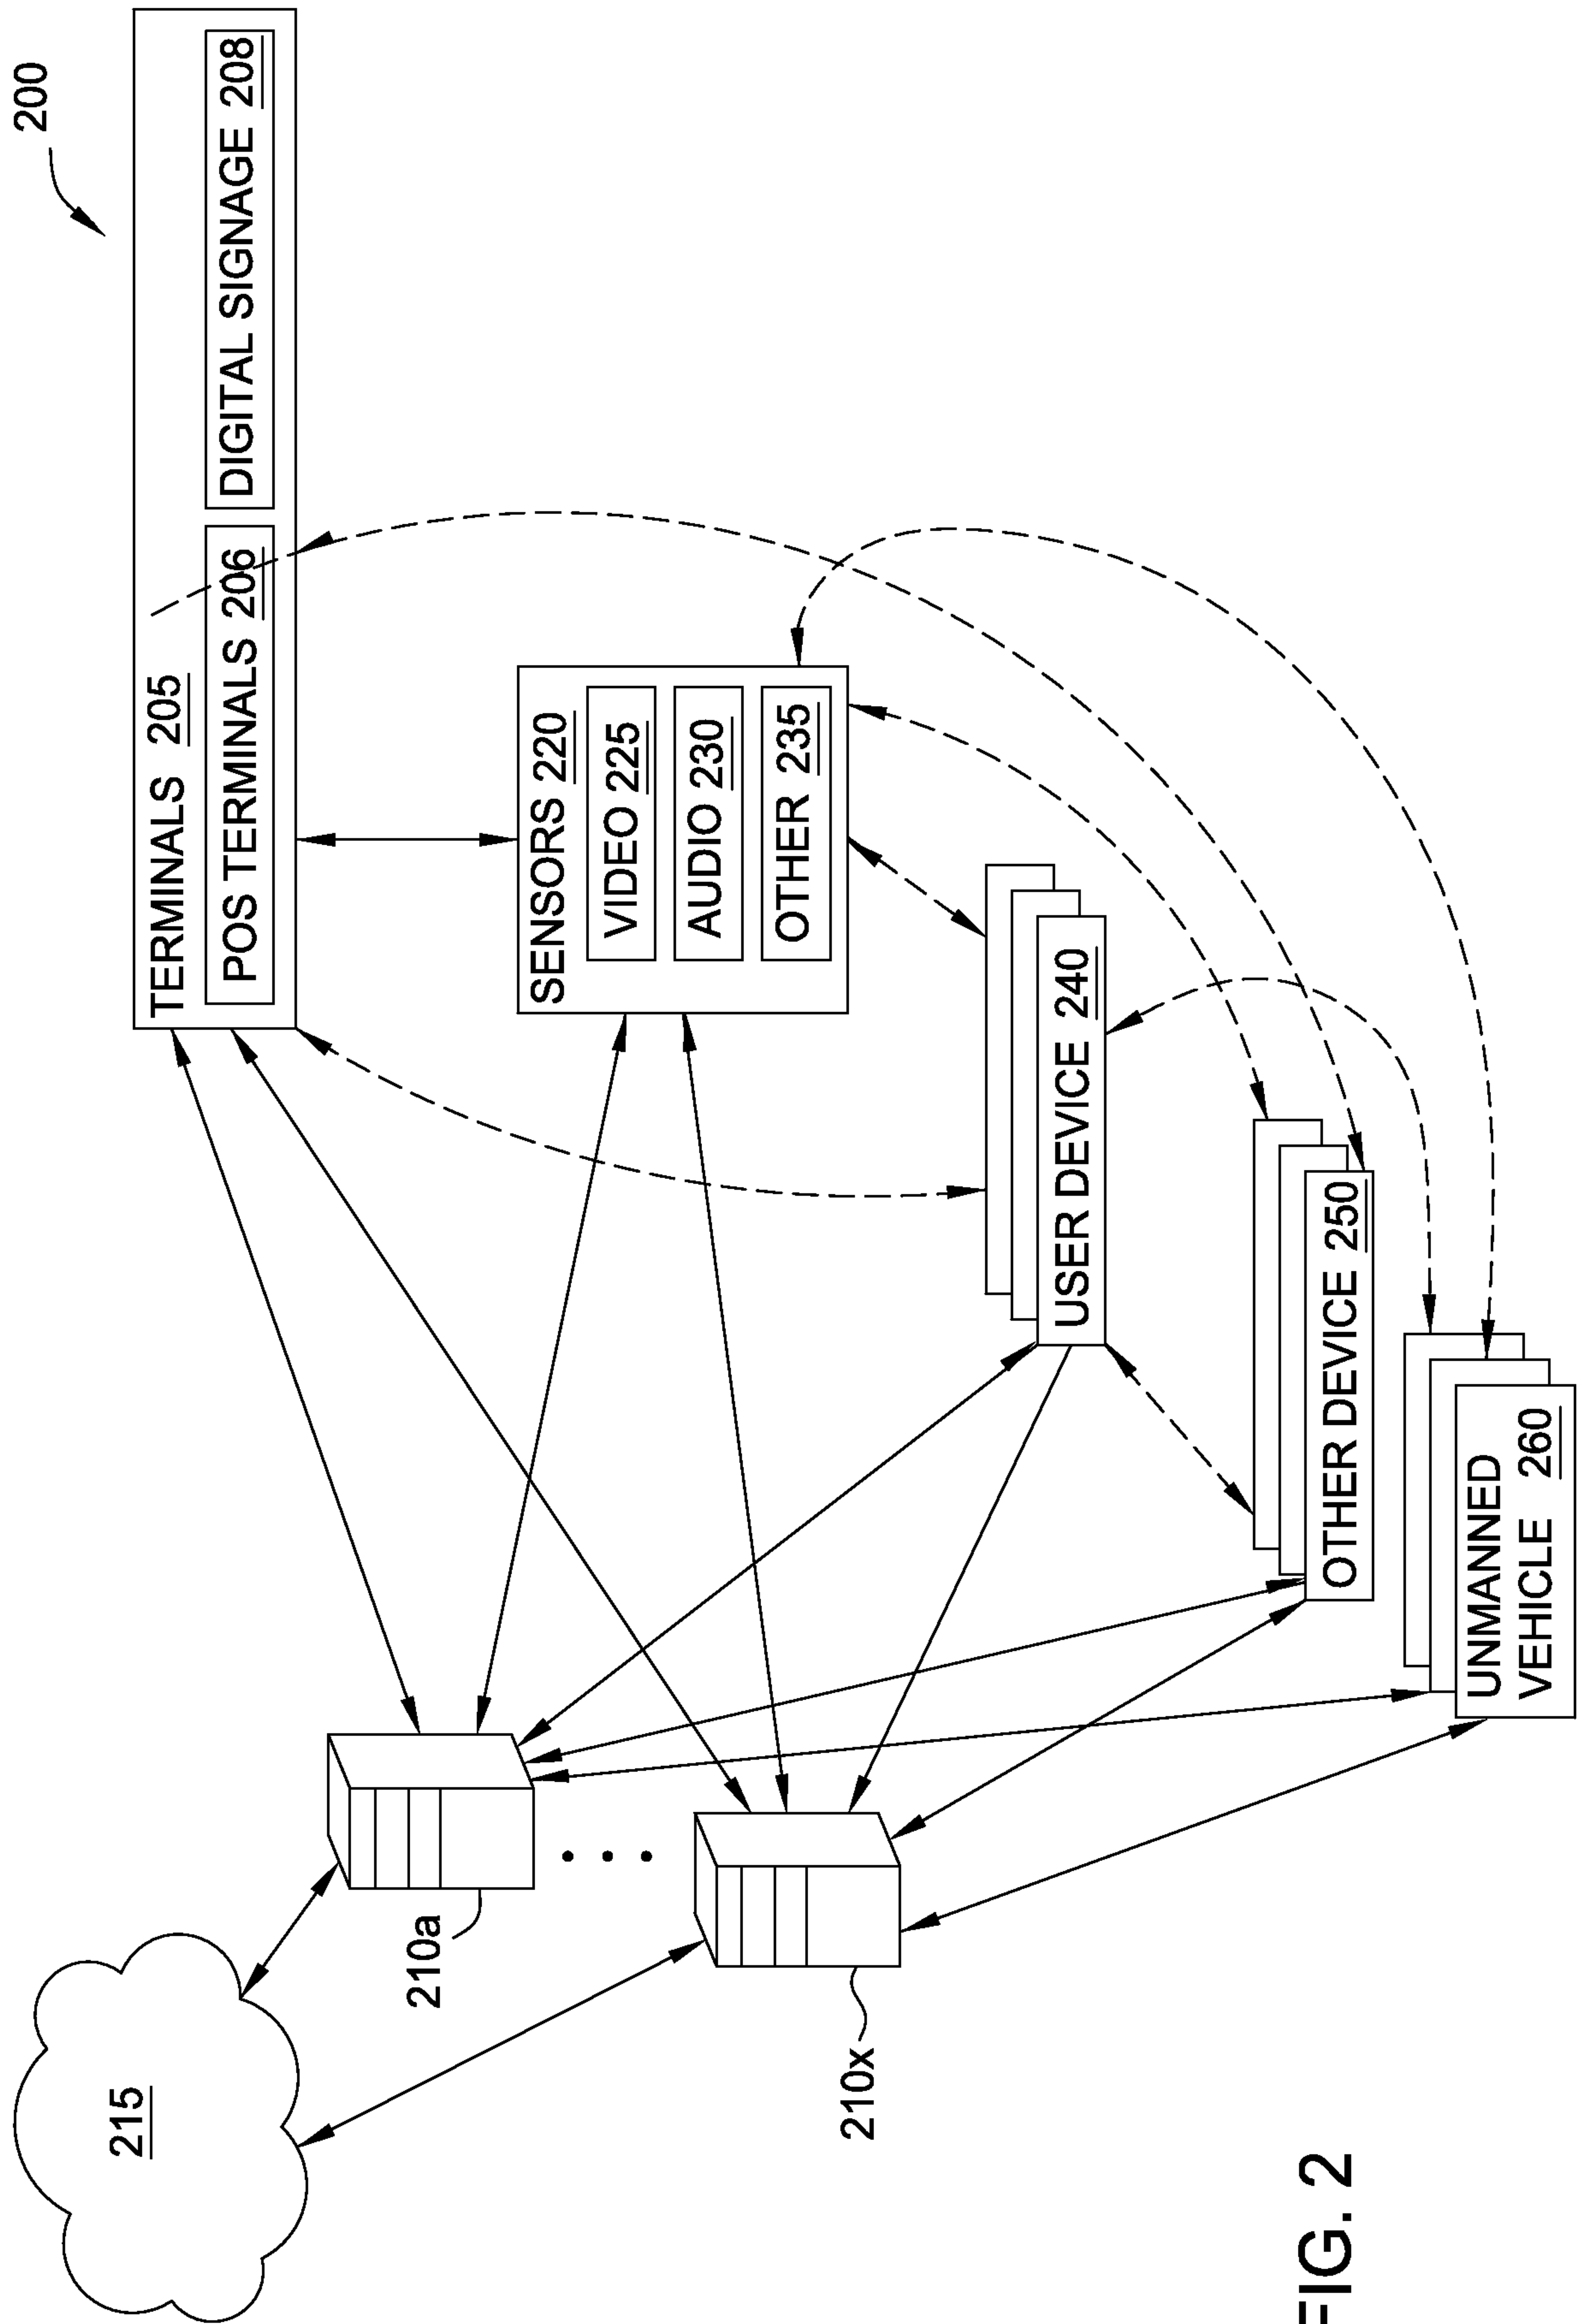 200
TERMINALS 205
POS TERMINALS 206
DIGITAL SIGNAGE 208
SENSORS 220
VIDEO 225
AUDIO 230
OTHER 235
USER DEVICE 240
OTHER DEVICE 250
UNMANNED
VEHICLE 260
215
210a
210x
FIG. 2